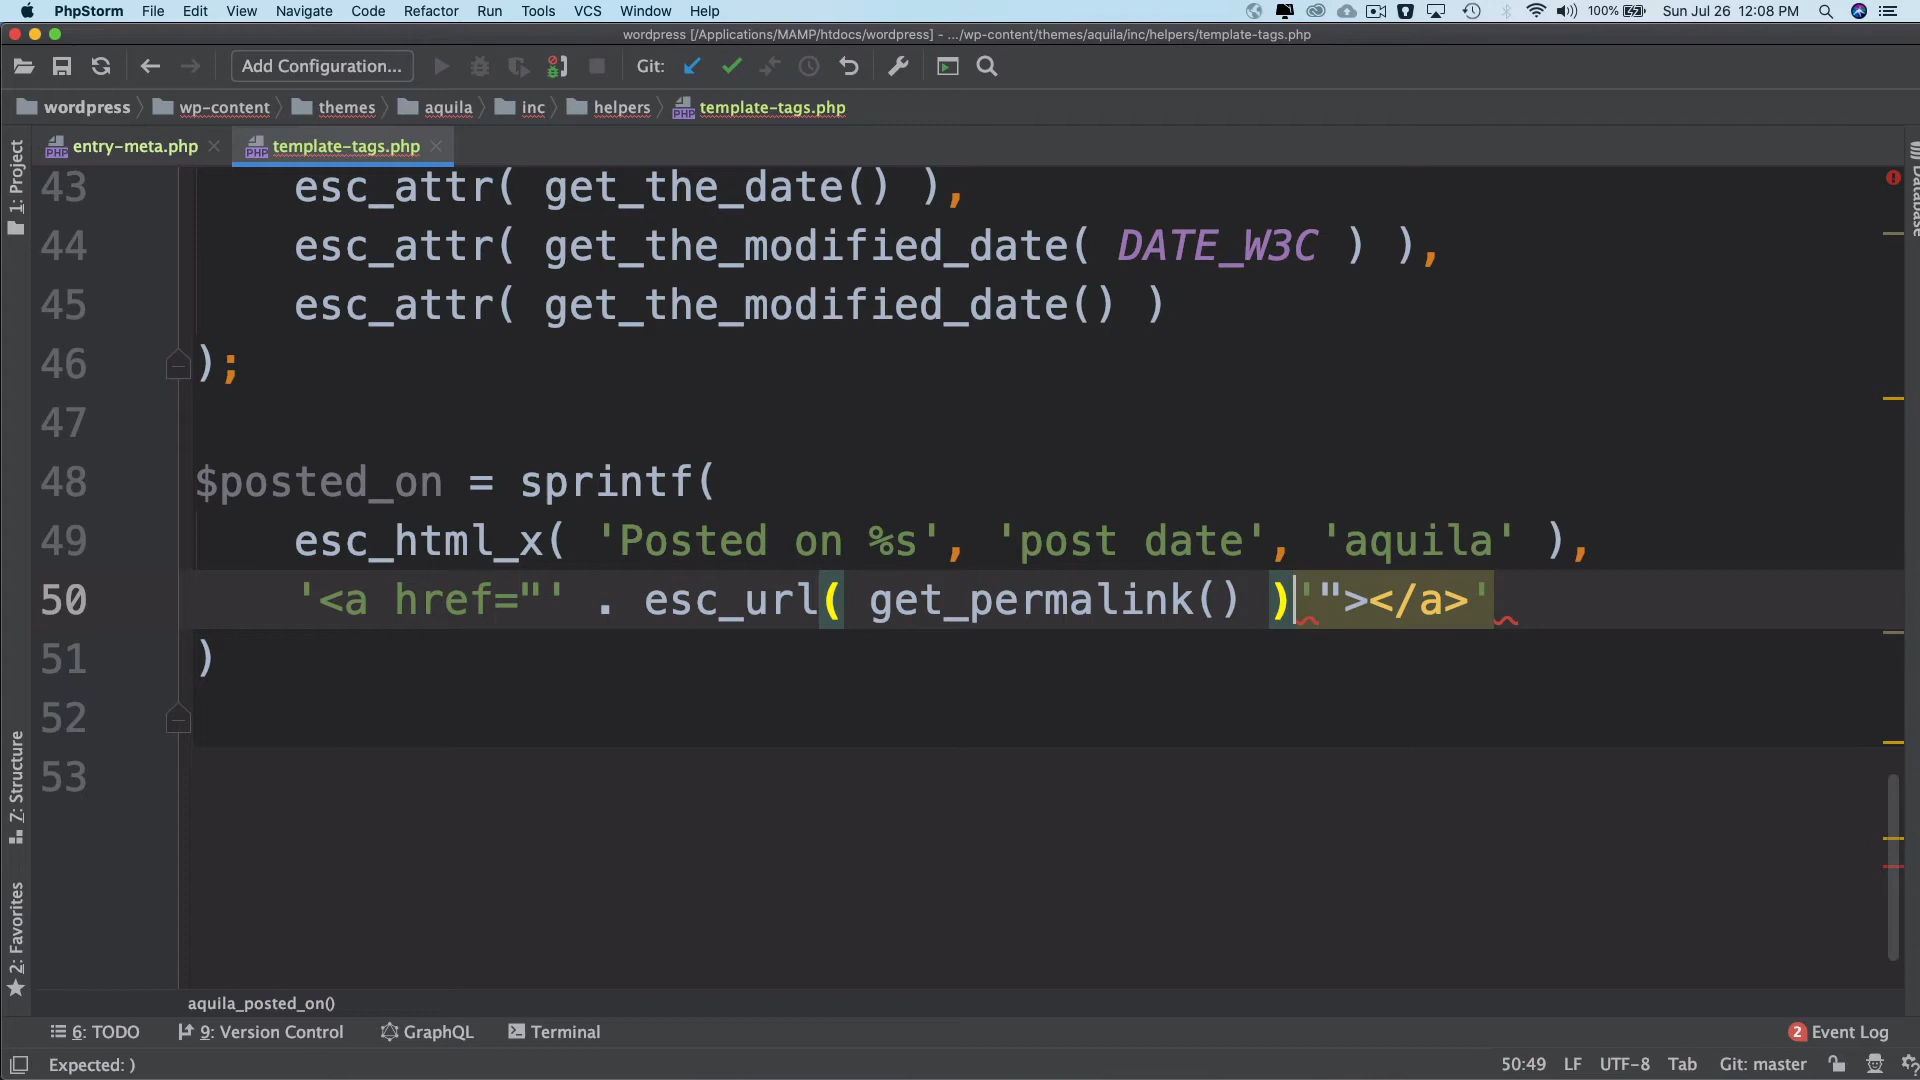 PhpStorm File Edit View Navigate Code Refactor Run Tools VCS Window Help 100% Sun Jul 26 12:08 PM
wordpress [/Applications/MAMP/htdocs/wordpress] - .../wp-content/themes/aquila/inc/helpers/template-tags.php
Add Configuration... Git:
wordpress wp-content themes aquila inc helpers template-tags.php
entry-meta.php template-tags.php
1: Project
Database
43 esc_attr( get_the_date() ),
44 esc_attr( get_the_modified_date( DATE_W3C ) ),
45 esc_attr( get_the_modified_date() )
46 );
47
48 $posted_on = sprintf(
49 esc_html_x( 'Posted on %s', 'post date', 'aquila' ),
50 '<a href="' . esc_url( get_permalink() )'"></a>'
51 )
52
53
7: Structure
2: Favorites
aquila_posted_on()
6: TODO 9: Version Control GraphQL Terminal 2 Event Log
Expected: ) 50:49 LF UTF-8 Tab Git: master